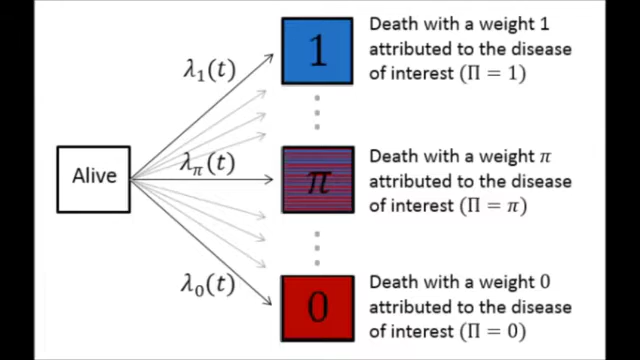 1
Death with a weight 1
attributed to the disease
of interest (Π = 1)
λ₁(t)
Alive
λπ(t)
π
Death with a weight π
attributed to the disease
of interest (Π = π)
λ₀(t)
0
Death with a weight 0
attributed to the disease
of interest (Π = 0)